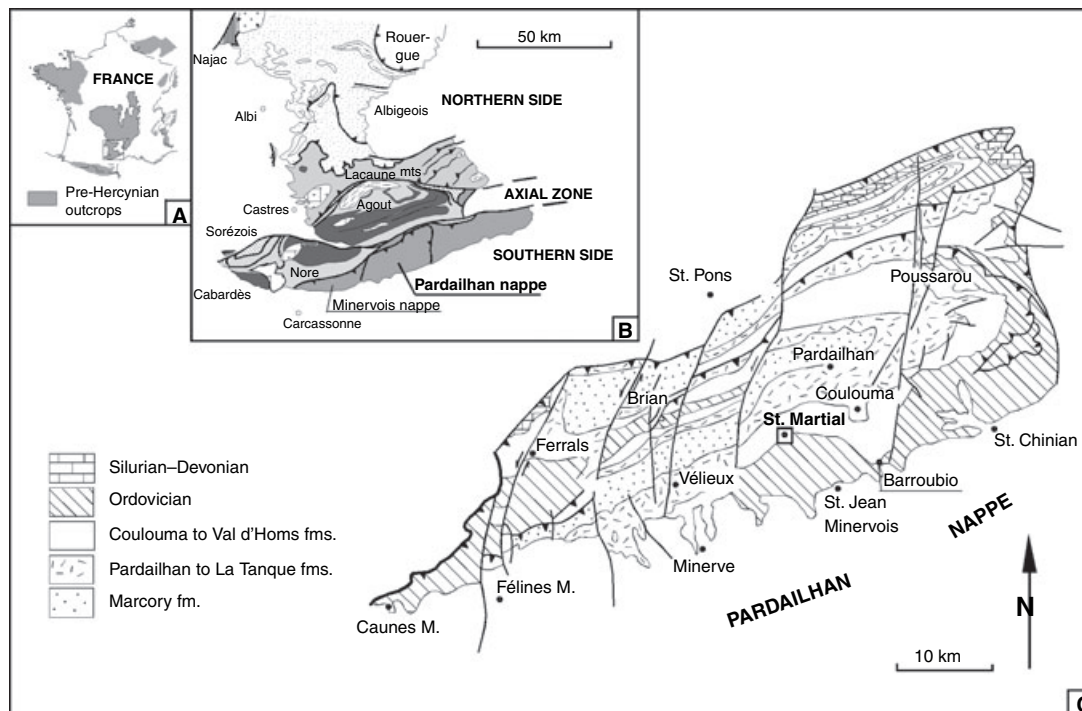 FRANCE
Pre-Hercynian
outcrops
A
Najac
Rouer-
gue
50 km
NORTHERN SIDE
Albi
Albigeois
Lacaune mts
AXIAL ZONE
Agout
Castres
Sorézois
SOUTHERN SIDE
Nore
Pardailhan nappe
Cabardès
Minervois nappe
Carcassonne
B
St. Pons
Poussarou
Pardailhan
Brian
Coulouma
St. Martial
Ferrals
St. Chinian
Vélieux
Barroubio
St. Jean
Minervois
NAPPE
Minerve
PARDAILHAN
Félines M.
Caunes M.
N
10 km
Silurian–Devonian
Ordovician
Coulouma to Val d'Homs fms.
Pardailhan to La Tanque fms.
Marcory fm.